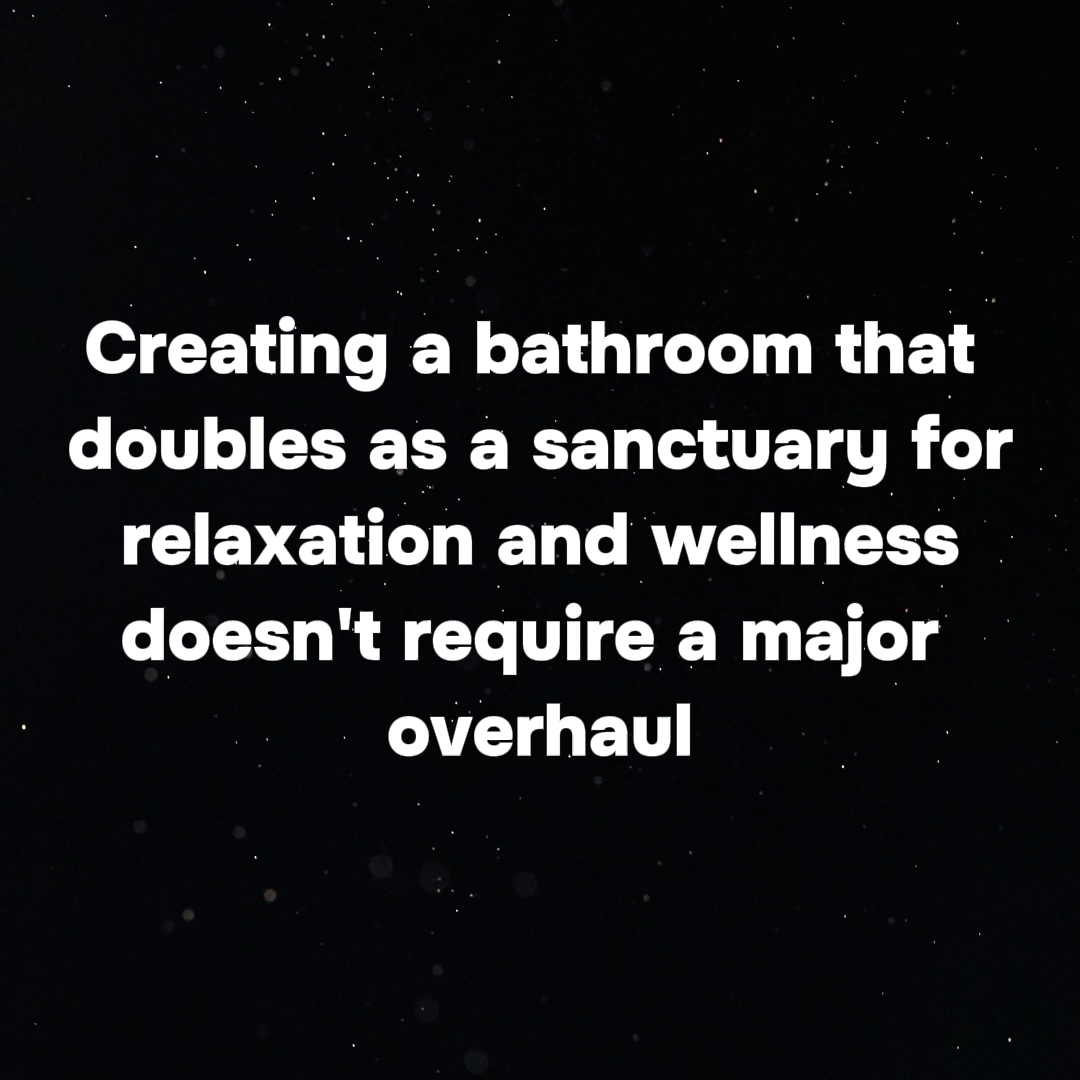 Creating a bathroom that
doubles as a sanctuary for
relaxation and wellness
doesn't require a major
overhaul